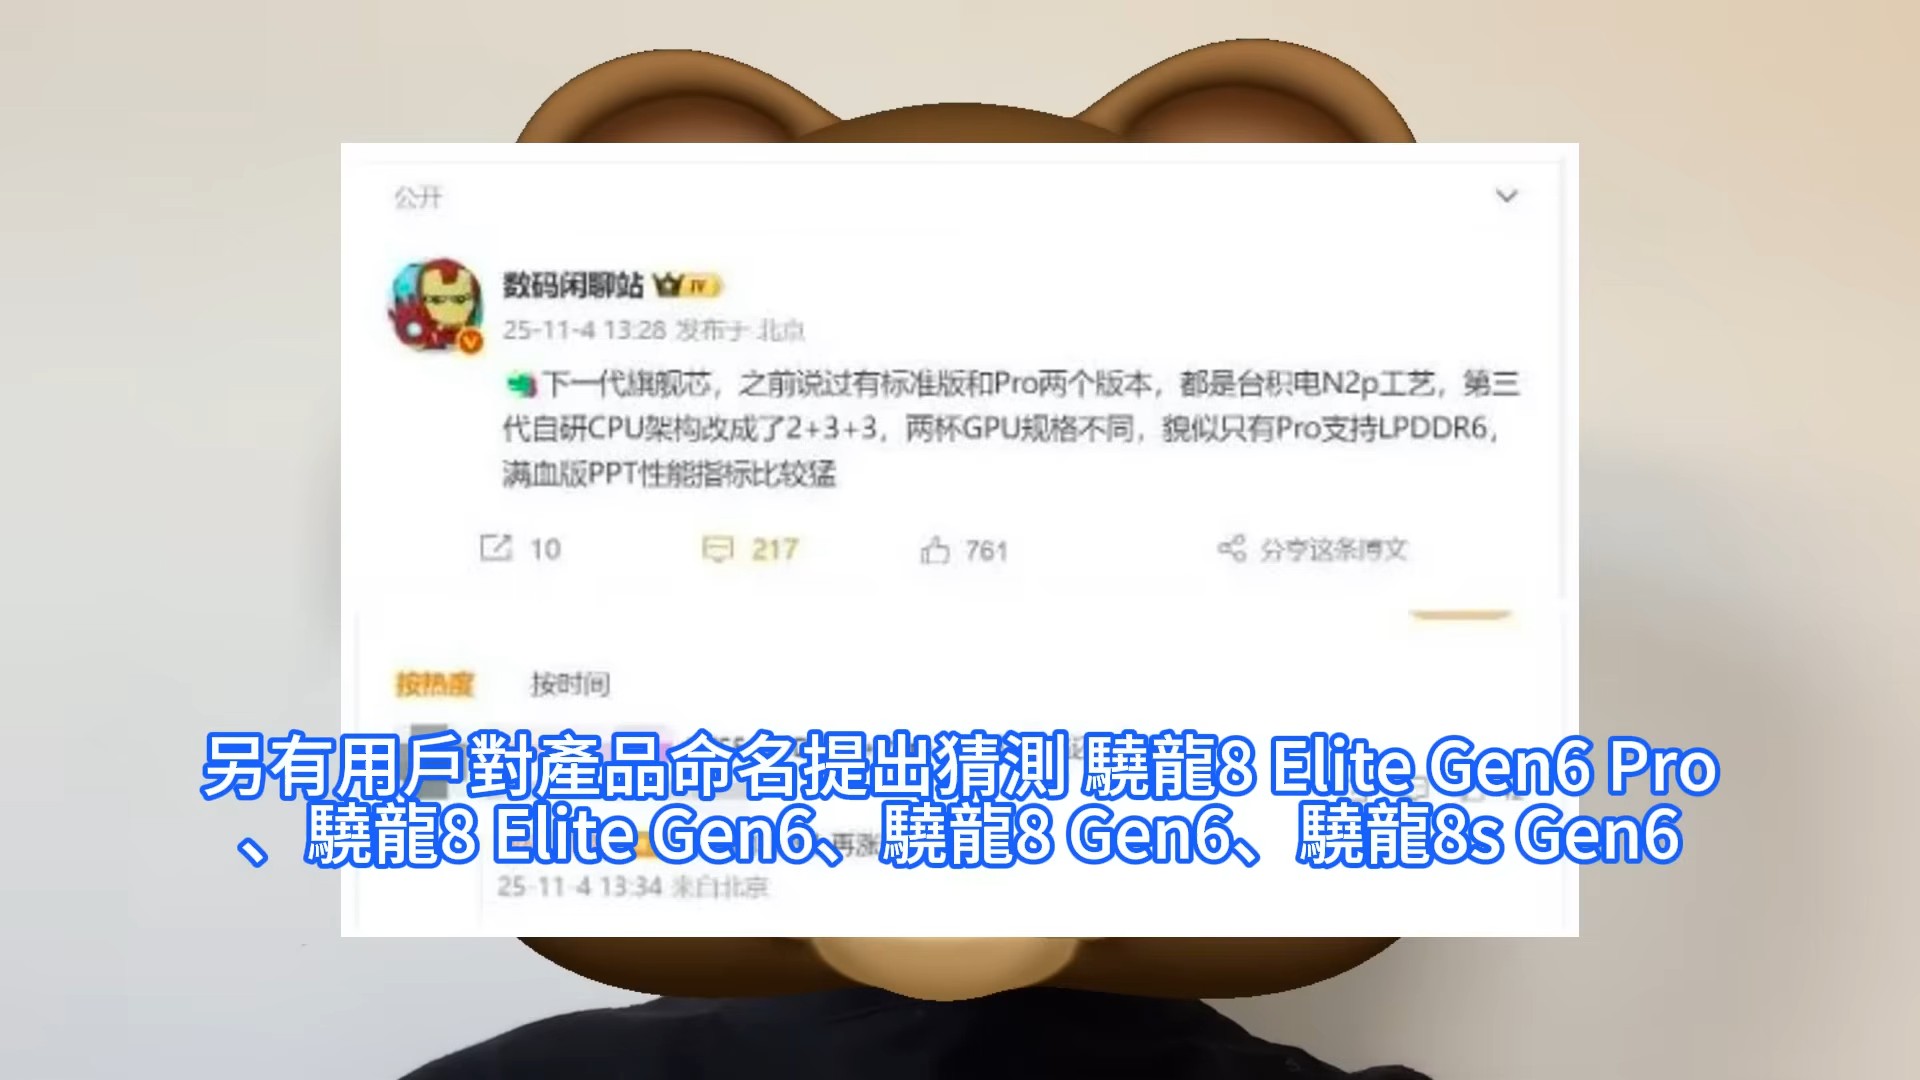 公开
数码闲聊站 IV
25-11-4 13:28 发布于 北京
下一代旗舰芯，之前说过有标准版和Pro两个版本，都是台积电N2p工艺，第三
代自研CPU架构改成了2+3+3，两杯GPU规格不同，貌似只有Pro支持LPDDR6，
满血版PPT性能指标比较猛
10 217 761 分享这条博文
按热度 按时间
另有用戶對產品命名提出猜測 驍龍8 Elite Gen6 Pro
、驍龍8 Elite Gen6、驍龍8 Gen6、驍龍8s Gen6
再涨
25-11-4 13:34 来自北京